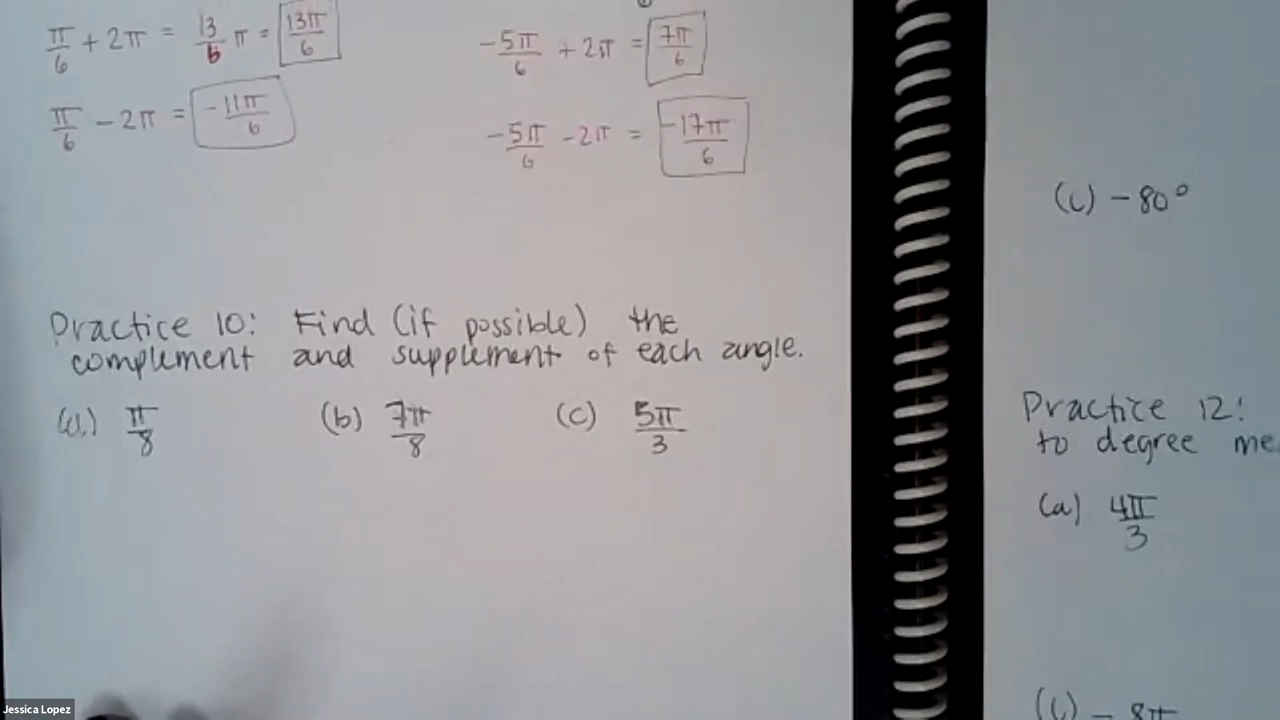 π/6 + 2π = 13/6 π = 13π/6
-5π/6 + 2π = 7π/6
π/6 - 2π = -11π/6
-5π/6 - 2π = -17π/6
Practice 10: Find (if possible) the
complement and supplement of each angle.
(a) π/8 (b) 7π/8 (c) 5π/3
(c) -80°
Practice 12:
to degree me
(a) 4π/3
(c) - 8π
Jessica Lopez